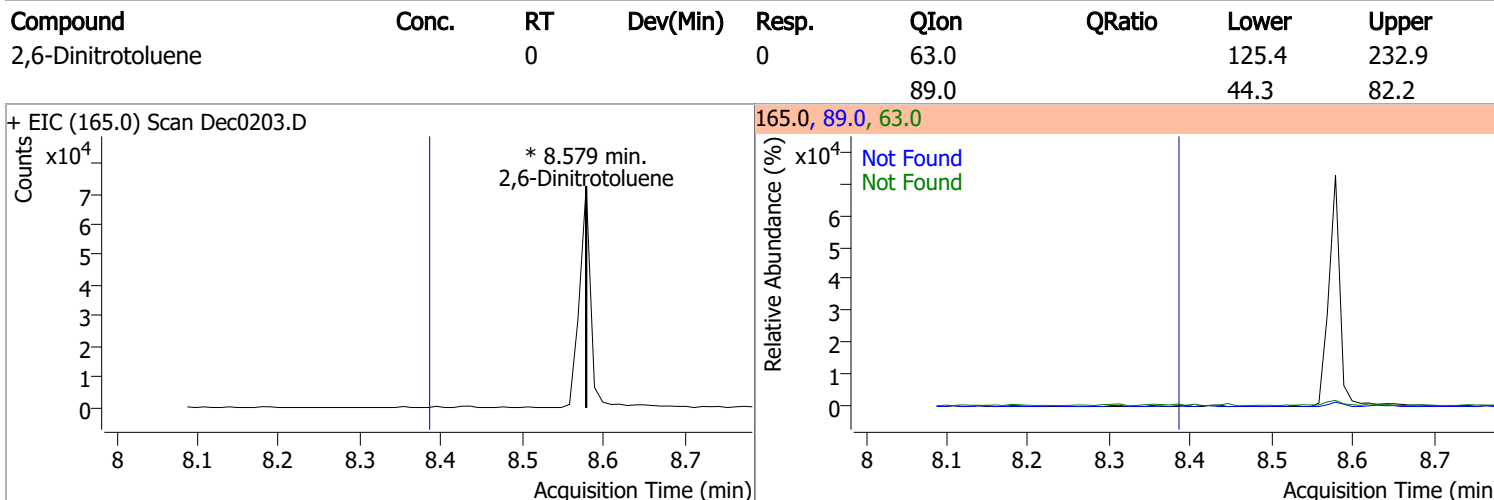 Compound Conc. RT Dev(Min) Resp. QIon QRatio Lower Upper
2,6-Dinitrotoluene 0 0 63.0 125.4 232.9
89.0 44.3 82.2
+ EIC (165.0) Scan Dec0203.D
Counts
x10⁴
7
6
5
4
3
2
1
0
* 8.579 min.
2,6-Dinitrotoluene
8 8.1 8.2 8.3 8.4 8.5 8.6 8.7
Acquisition Time (min)
165.0, 89.0, 63.0
Relative Abundance (%)
x10⁴
6
5
4
3
2
1
0
Not Found
Not Found
8 8.1 8.2 8.3 8.4 8.5 8.6 8.7
Acquisition Time (min